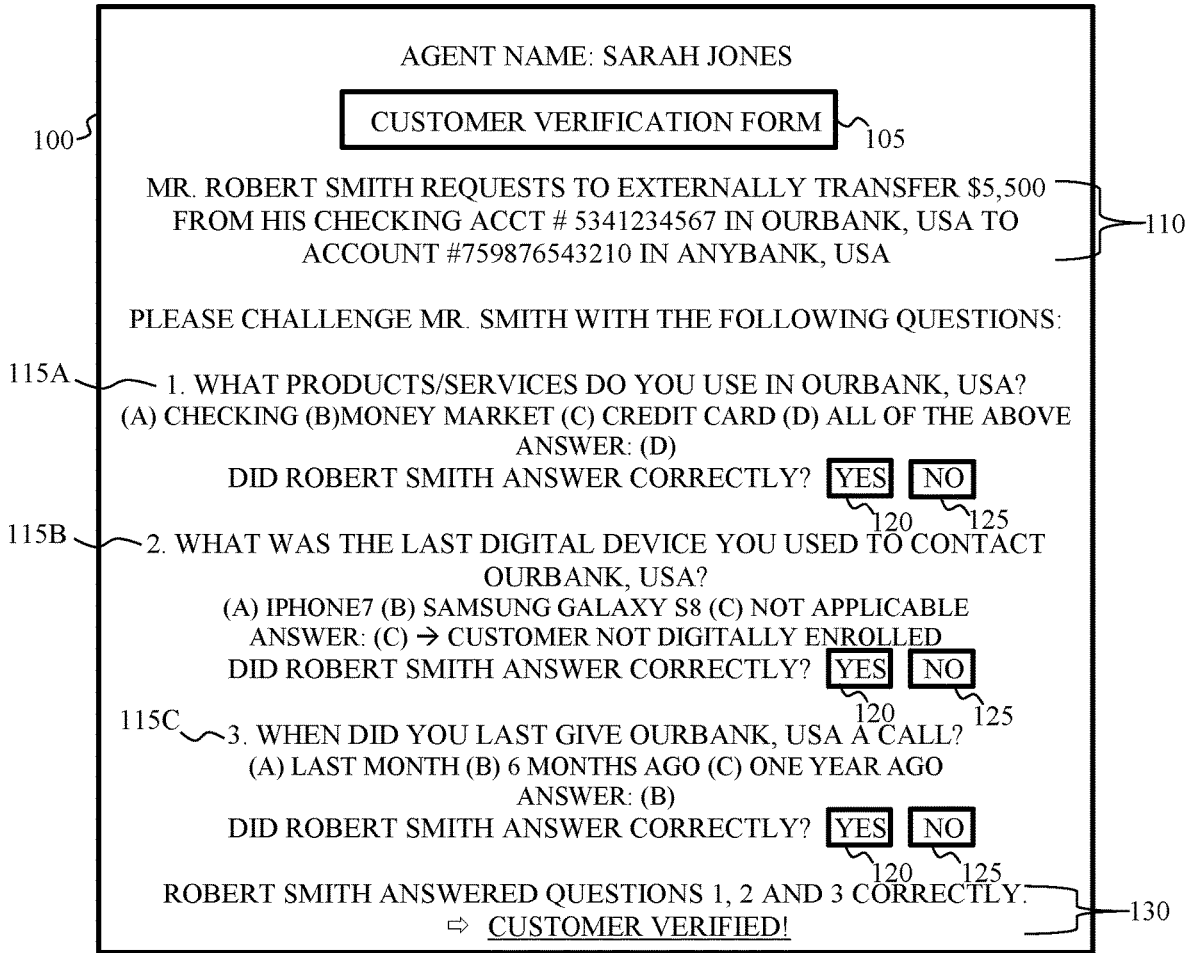 AGENT NAME: SARAH JONES
CUSTOMER VERIFICATION FORM
100
105
MR. ROBERT SMITH REQUESTS TO EXTERNALLY TRANSFER $5,500
FROM HIS CHECKING ACCT # 5341234567 IN OURBANK, USA TO
ACCOUNT #759876543210 IN ANYBANK, USA
110
PLEASE CHALLENGE MR. SMITH WITH THE FOLLOWING QUESTIONS:
115A
1. WHAT PRODUCTS/SERVICES DO YOU USE IN OURBANK, USA?
(A) CHECKING (B)MONEY MARKET (C) CREDIT CARD (D) ALL OF THE ABOVE
ANSWER: (D)
DID ROBERT SMITH ANSWER CORRECTLY? YES NO
120 125
115B
2. WHAT WAS THE LAST DIGITAL DEVICE YOU USED TO CONTACT
OURBANK, USA?
(A) IPHONE7 (B) SAMSUNG GALAXY S8 (C) NOT APPLICABLE
ANSWER: (C) → CUSTOMER NOT DIGITALLY ENROLLED
DID ROBERT SMITH ANSWER CORRECTLY? YES NO
120 125
115C
3. WHEN DID YOU LAST GIVE OURBANK, USA A CALL?
(A) LAST MONTH (B) 6 MONTHS AGO (C) ONE YEAR AGO
ANSWER: (B)
DID ROBERT SMITH ANSWER CORRECTLY? YES NO
120 125
ROBERT SMITH ANSWERED QUESTIONS 1, 2 AND 3 CORRECTLY.
⇨ CUSTOMER VERIFIED!
130